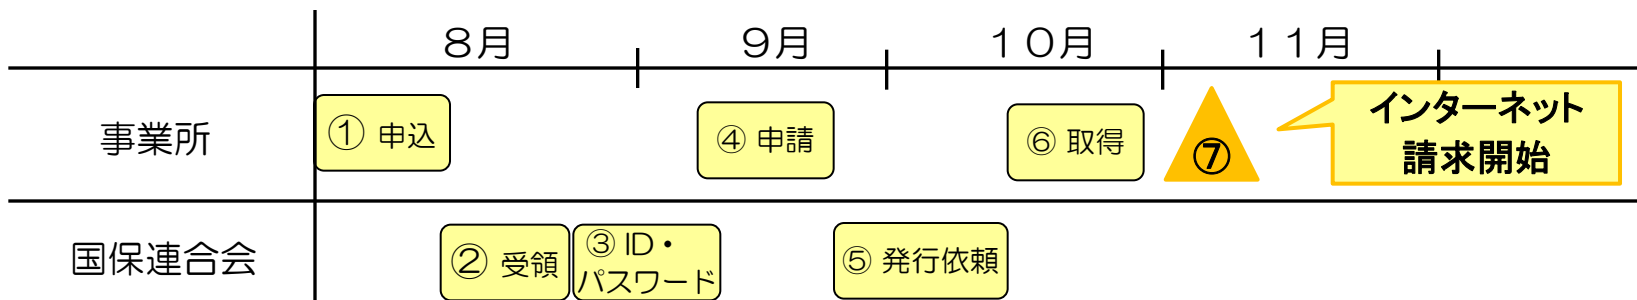 8月 9月 10月 11月
事業所
① 申込
④ 申請
⑥ 取得
⑦
インターネット
請求開始
国保連合会
② 受領
③ ID・
パスワード
⑤ 発行依頼